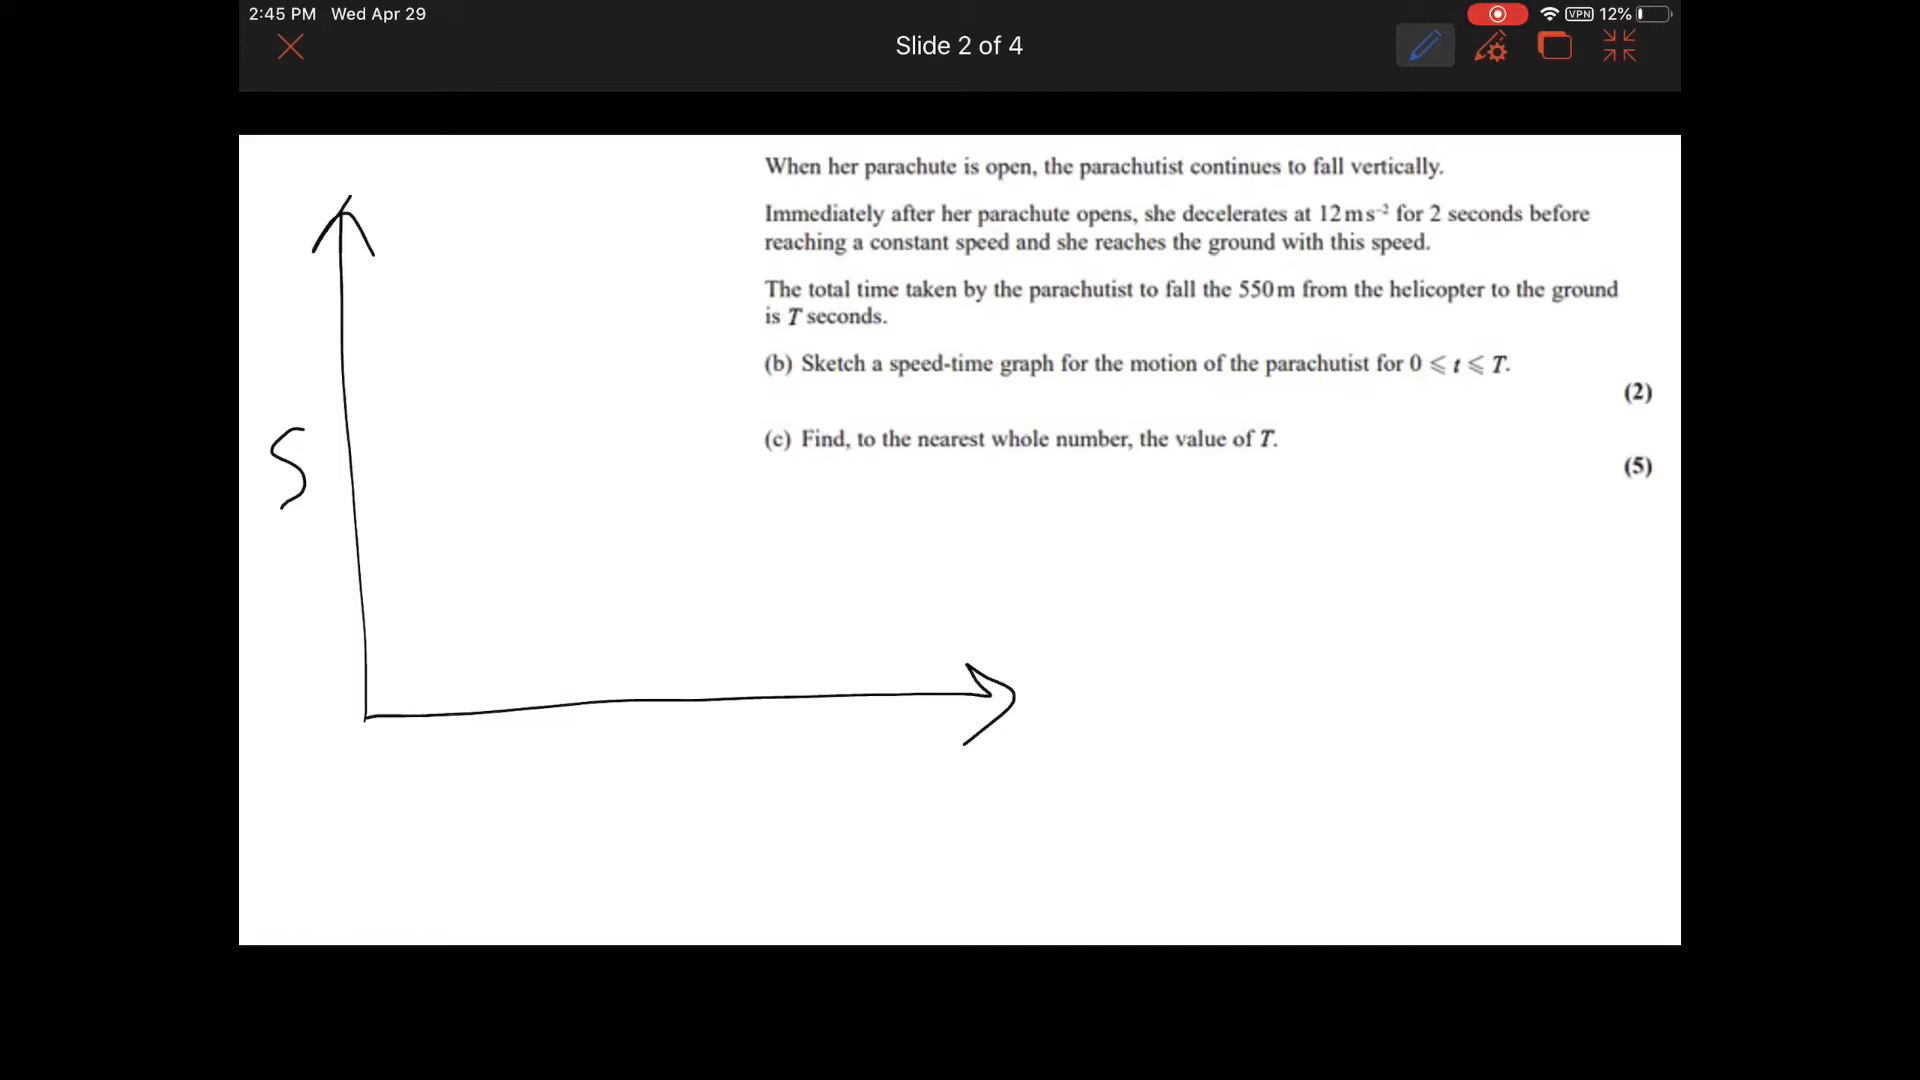 2:45 PM Wed Apr 29
VPN 12%
Slide 2 of 4
When her parachute is open, the parachutist continues to fall vertically.
Immediately after her parachute opens, she decelerates at 12 m s⁻² for 2 seconds before
reaching a constant speed and she reaches the ground with this speed.
The total time taken by the parachutist to fall the 550 m from the helicopter to the ground
is T seconds.
(b) Sketch a speed-time graph for the motion of the parachutist for 0 ⩽ t ⩽ T.
(2)
(c) Find, to the nearest whole number, the value of T.
(5)
S